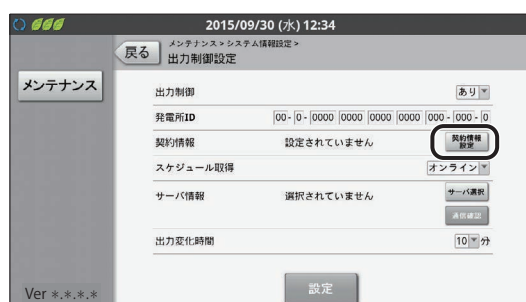 2015/09/30 (水) 12:34
戻る
メンテナンス > システム情報設定 >
出力制御設定
メンテナンス
出力制御 あり
発電所ID 00 - 0 - 0000 0000 0000 0000 000 - 000 - 0
契約情報 設定されていません 契約情報
設定
スケジュール取得 オンライン
サーバ情報 選択されていません サーバ選択
通信確認
出力変化時間 10 分
設定
Ver *.*.*.*